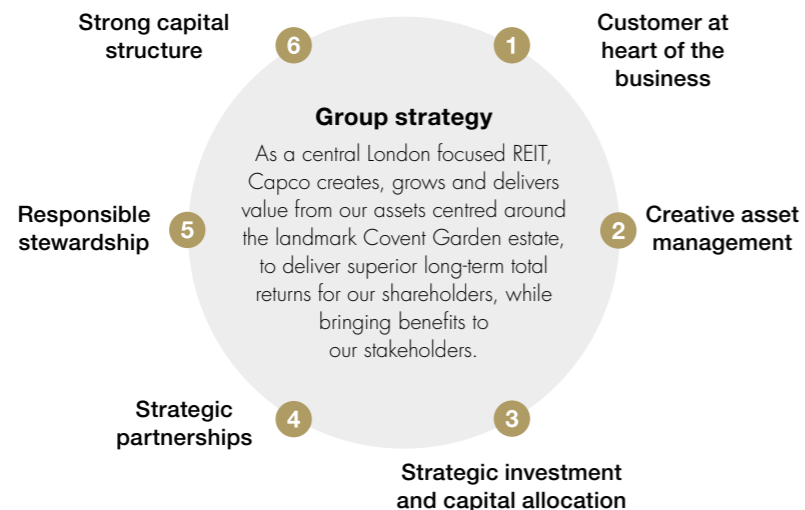 Strong capital
structure
6
1
Customer at
heart of the
business
Group strategy
As a central London focused REIT,
Capco creates, grows and delivers
value from our assets centred around
the landmark Covent Garden estate,
to deliver superior long-term total
returns for our shareholders, while
bringing benefits to
our stakeholders.
Responsible
stewardship
5
2
Creative asset
management
Strategic
partnerships
4
3
Strategic investment
and capital allocation